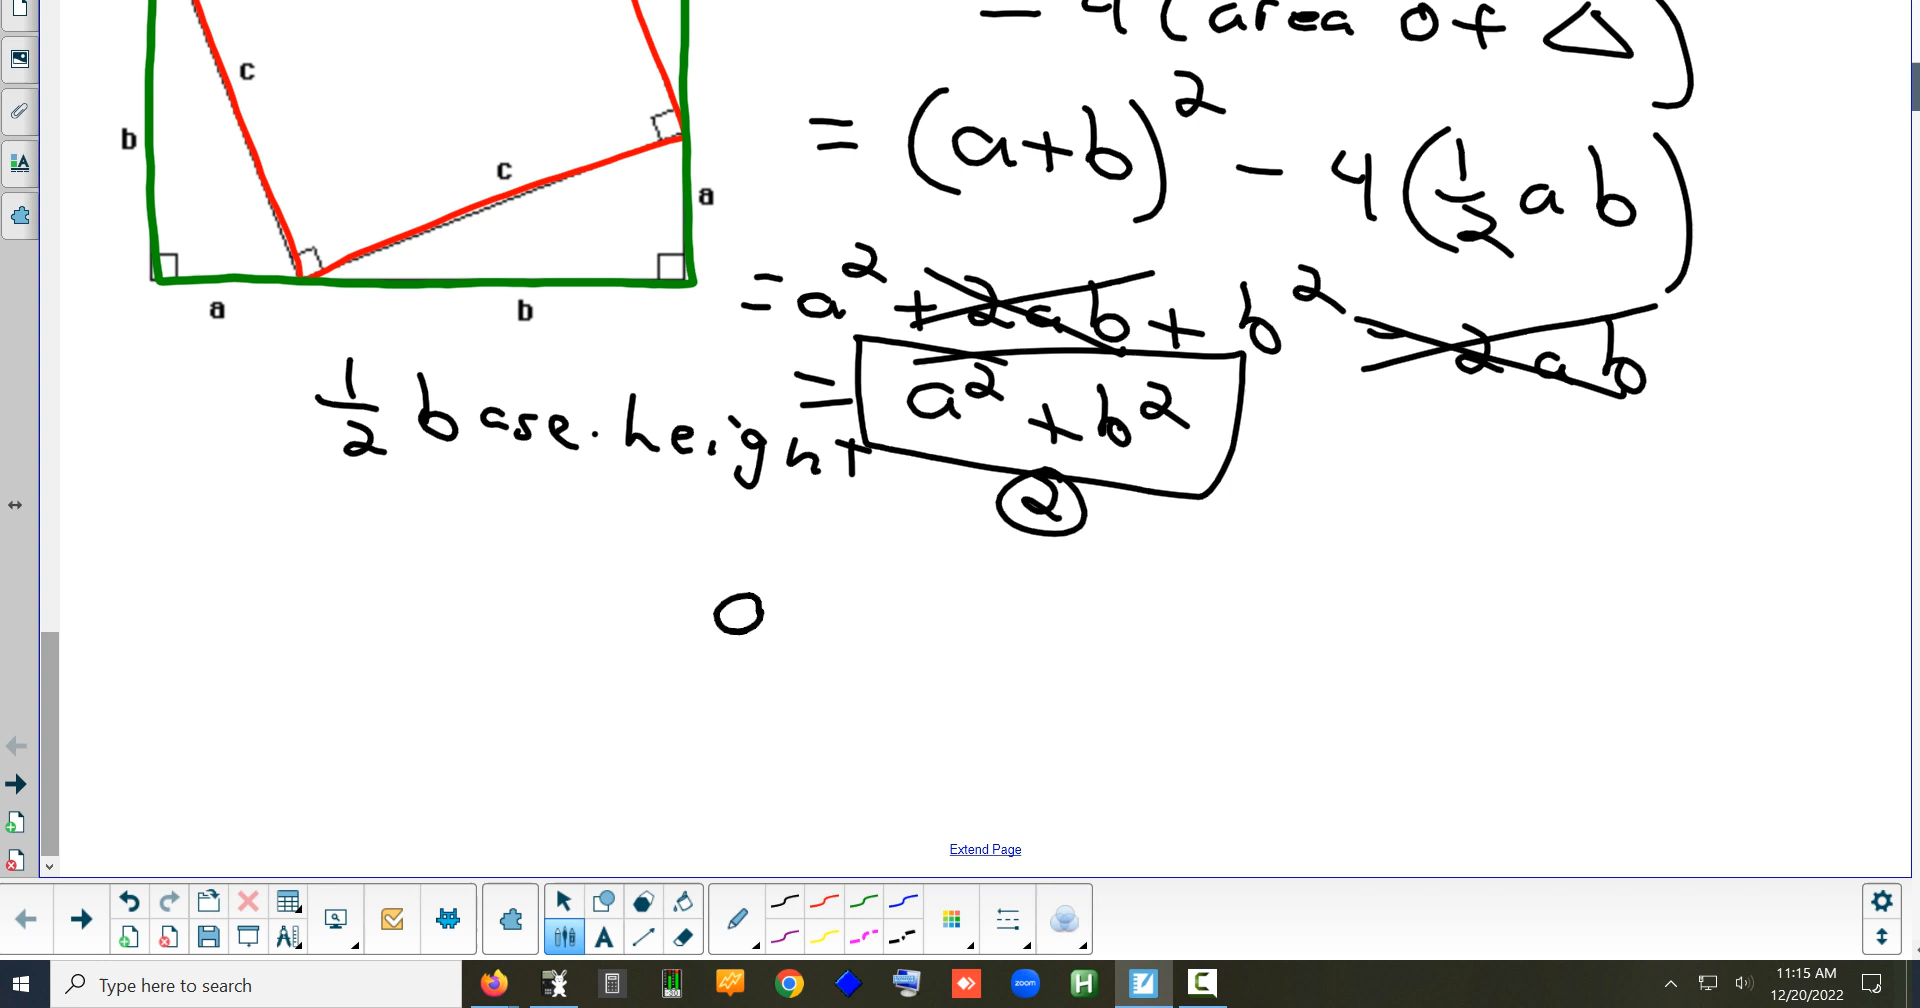 − 4 (area of △)
= (a+b)² − 4(½ab)
c
b
c
a
= a² + 2ab + b² − 2ab
a
b
½ base · height
= a² + b²
2
O
Extend Page
A
Type here to search
zoom
H
C
11:15 AM
12/20/2022